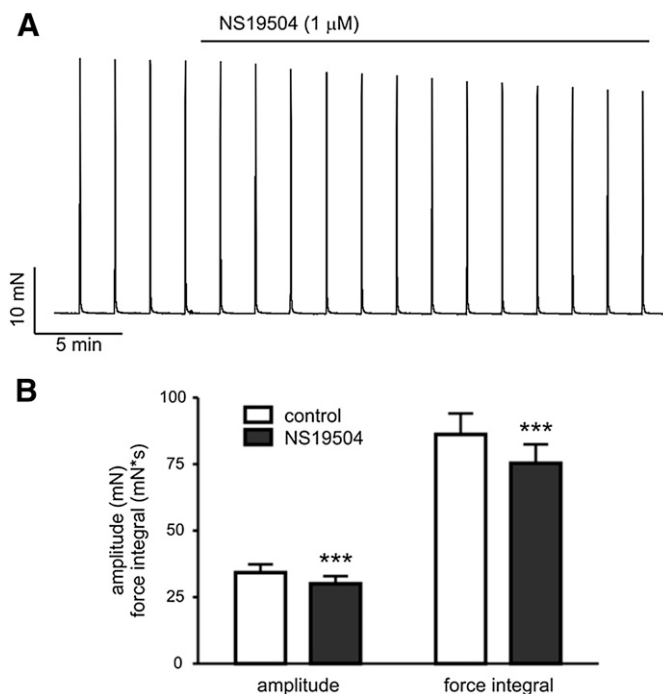 A
NS19504 (1 μM)
10 mN
5 min
B
amplitude (mN)
force integral (mN*s)
100
75
50
25
0
control
NS19504
***
***
amplitude
force integral